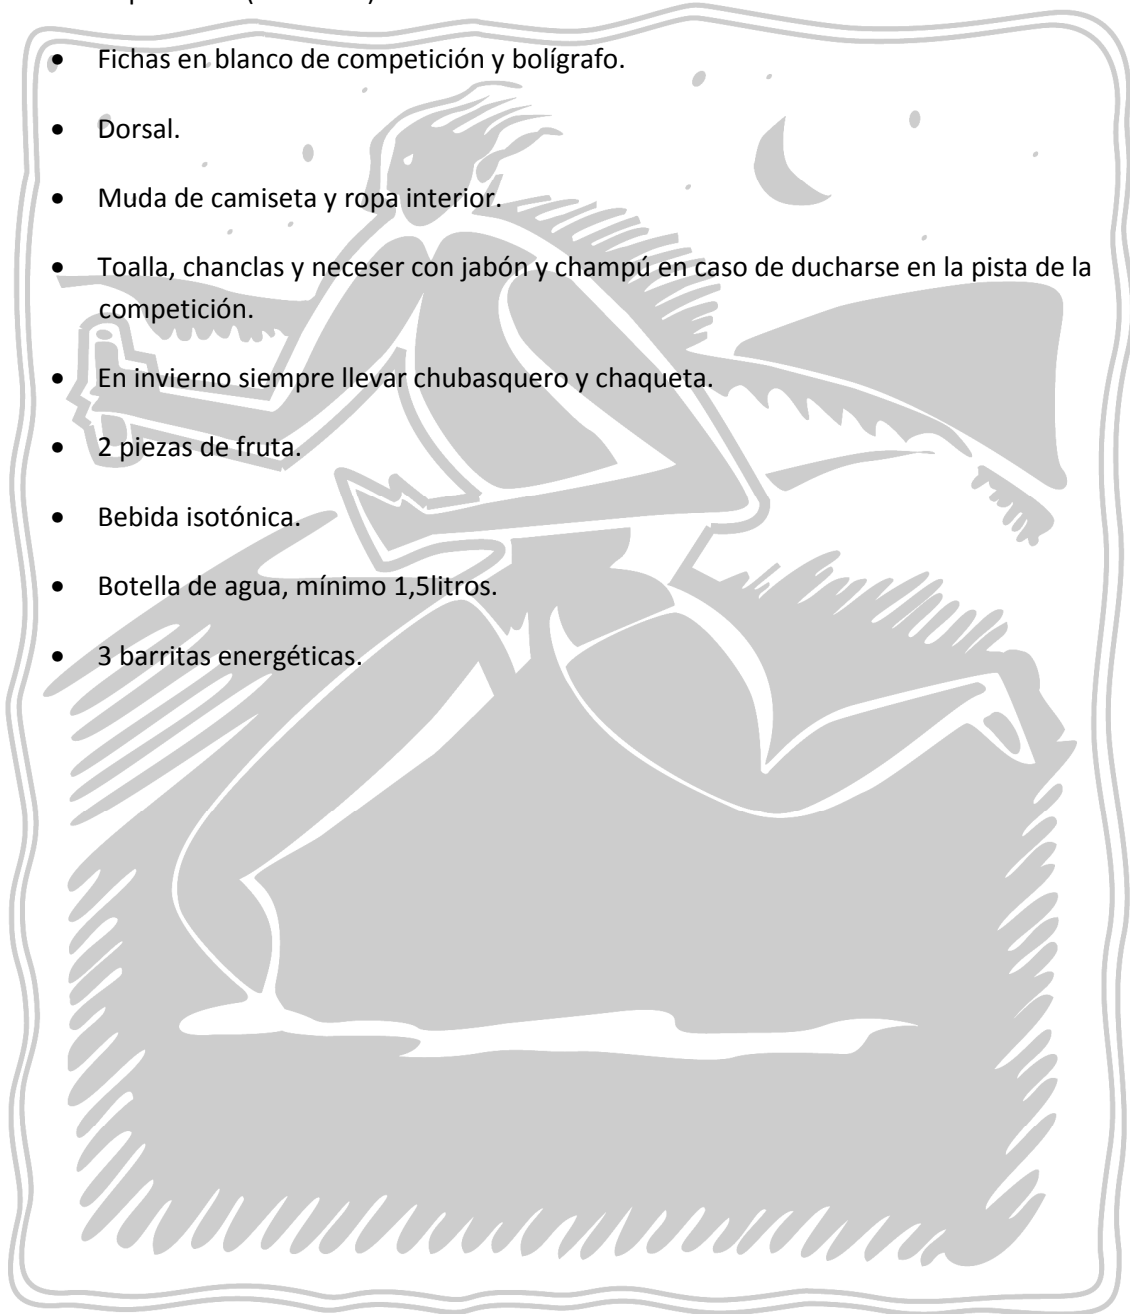 • Fichas en blanco de competición y bolígrafo.
• Dorsal.
• Muda de camiseta y ropa interior.
• Toalla, chanclas y neceser con jabón y champú en caso de ducharse en la pista de la
competición.
• En invierno siempre llevar chubasquero y chaqueta.
• 2 piezas de fruta.
• Bebida isotónica.
• Botella de agua, mínimo 1,5litros.
• 3 barritas energéticas.